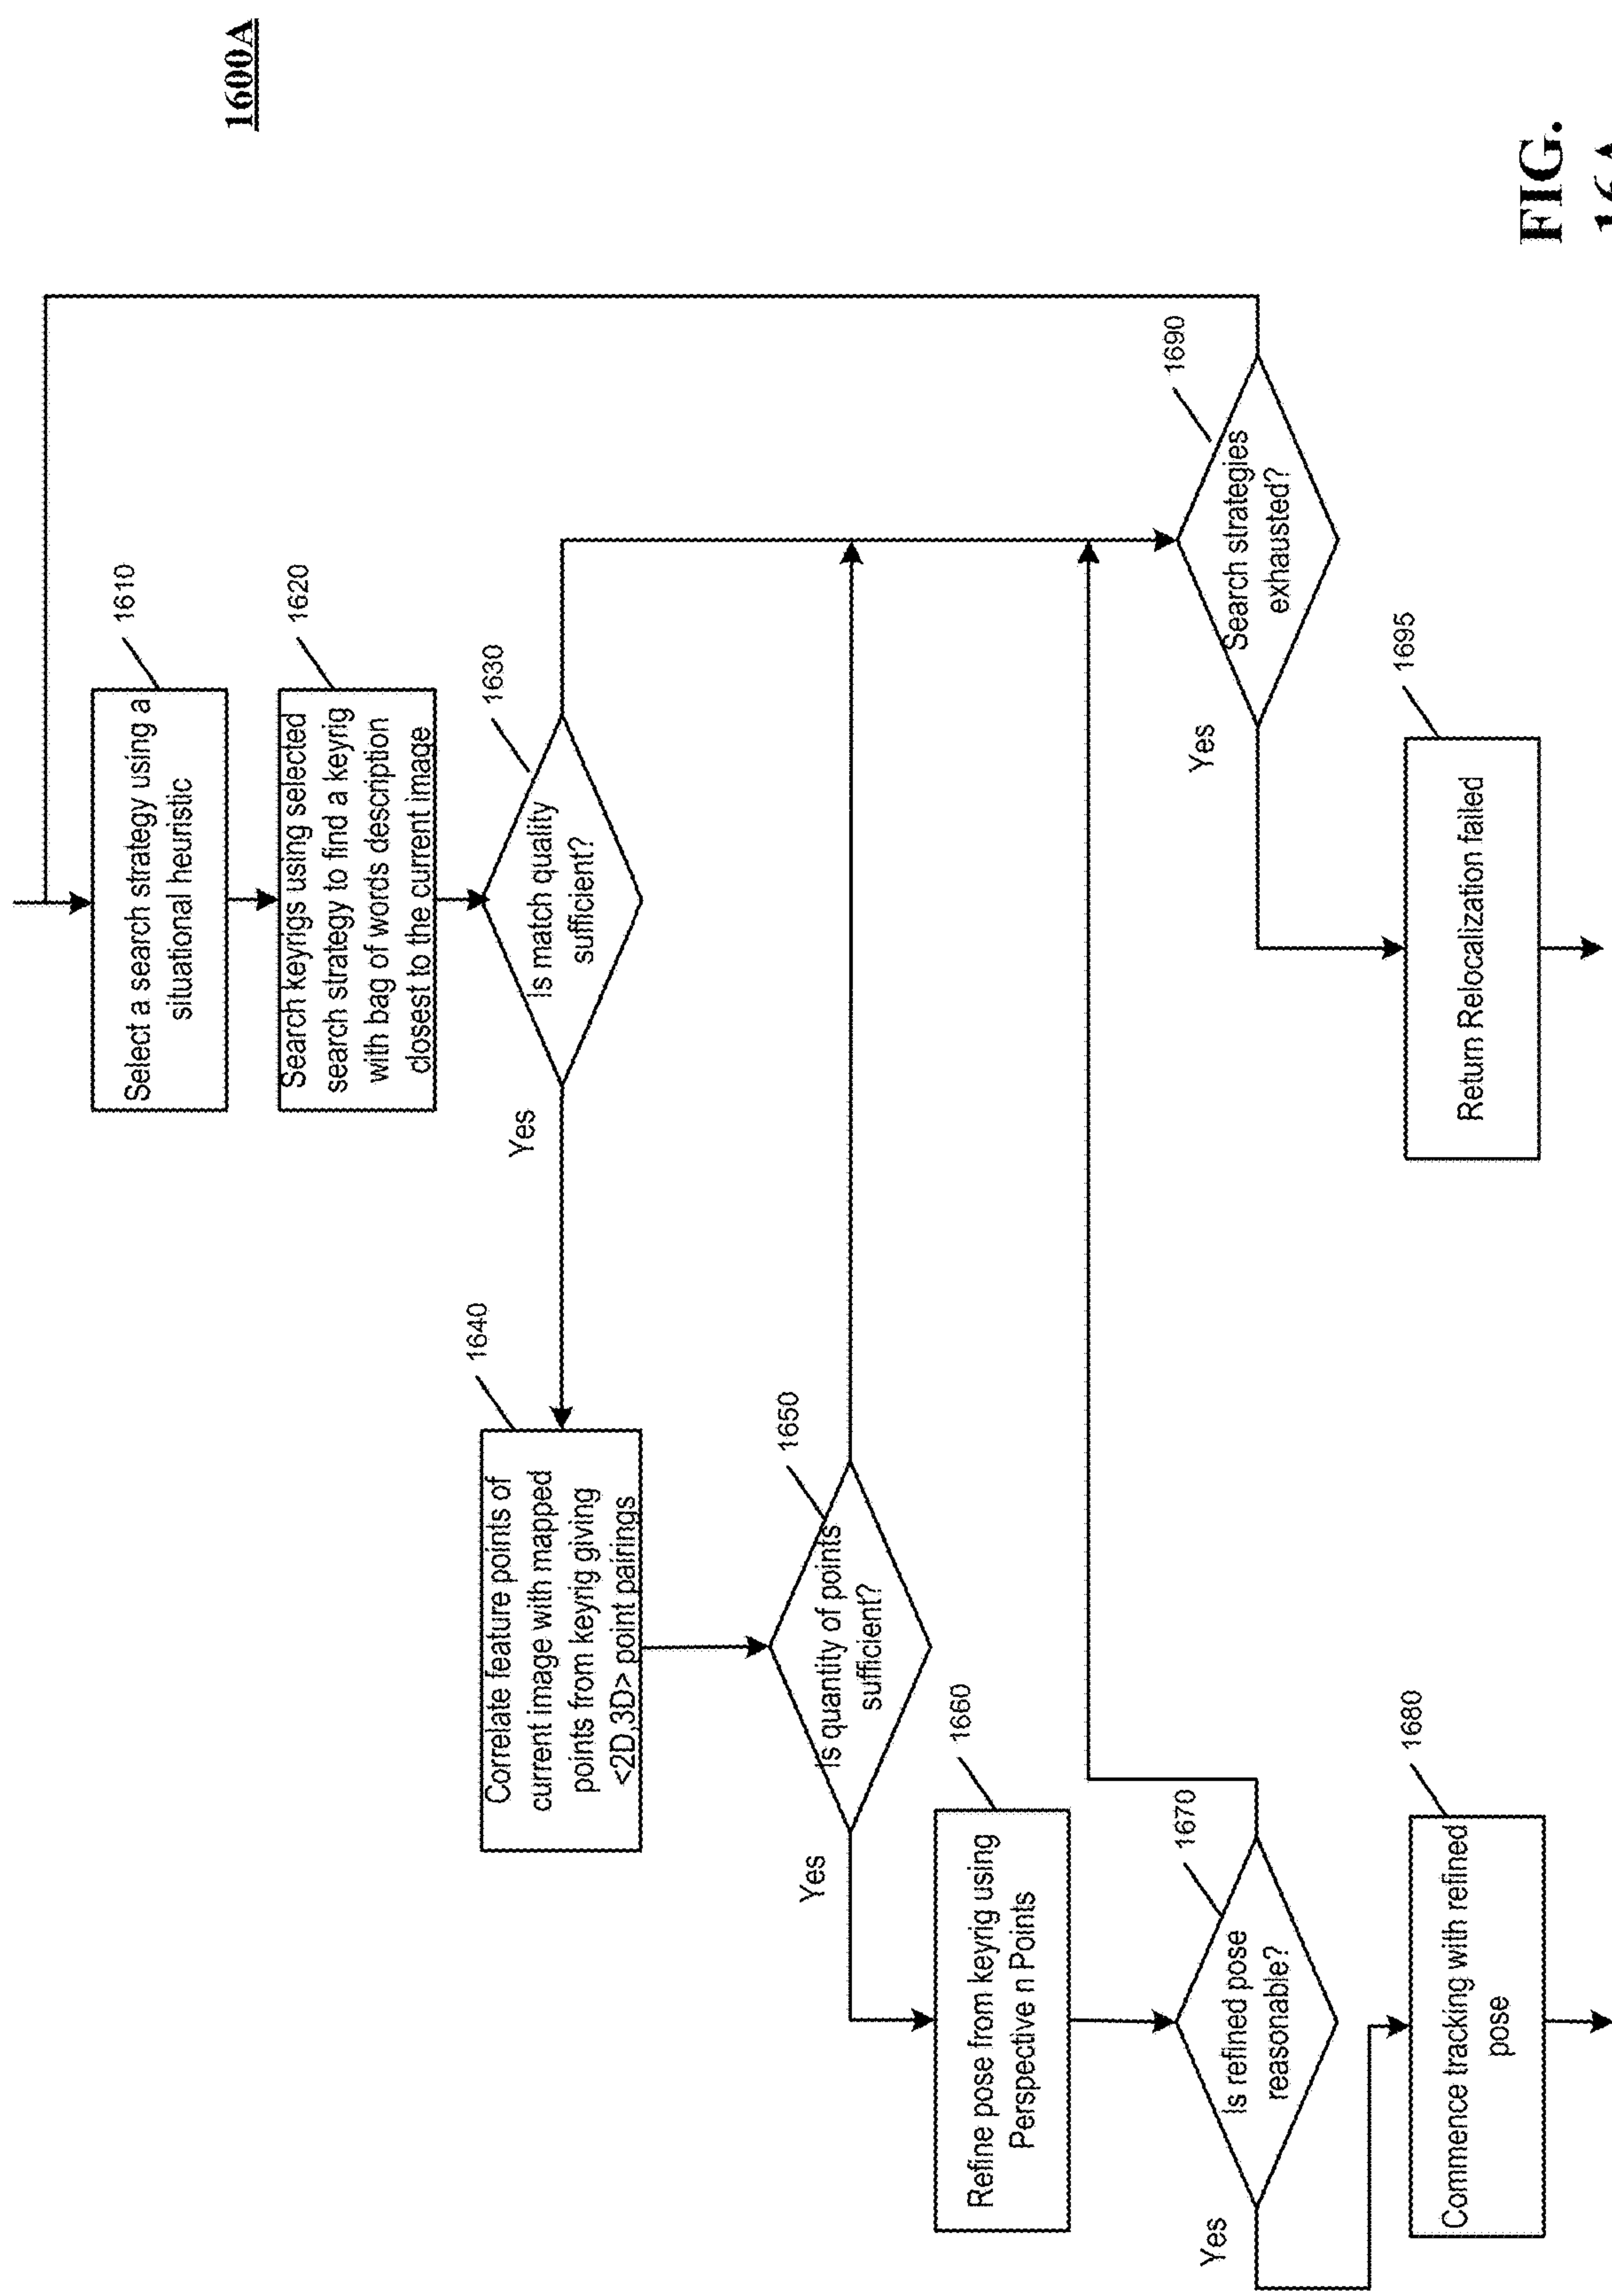 1600A
1610
Select a search strategy using a
situational heuristic
1620
Search keyrigs using selected
search strategy to find a keyrig
with bag of words description
closest to the current image
1630
Is match quality
sufficient?
Yes
1640
Correlate feature points of
current image with mapped
points from keyrig giving
<2D,3D> point pairings
1650
Is quantity of points
sufficient?
Yes
1660
Refine pose from keyrig using
Perspective n Points
1670
Is refined pose
reasonable?
Yes
1680
Commence tracking with refined
pose
1690
Search strategies
exhausted?
Yes
1695
Return Relocalization failed
FIG.
16A